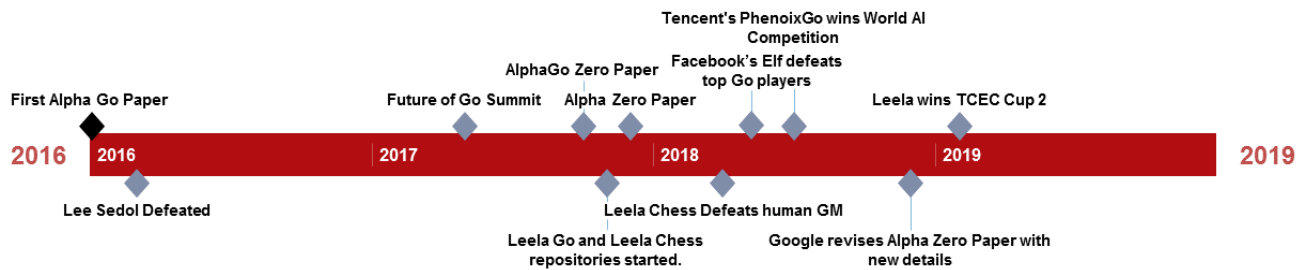 Tencent's PhenoixGo wins World AI
Competition
AlphaGo Zero Paper
Facebook’s Elf defeats
top Go players
First Alpha Go Paper
Future of Go Summit
Alpha Zero Paper
Leela wins TCEC Cup 2
2016
2016
2017
2018
2019
2019
Lee Sedol Defeated
Leela Chess Defeats human GM
Leela Go and Leela Chess
repositories started.
Google revises Alpha Zero Paper with
new details